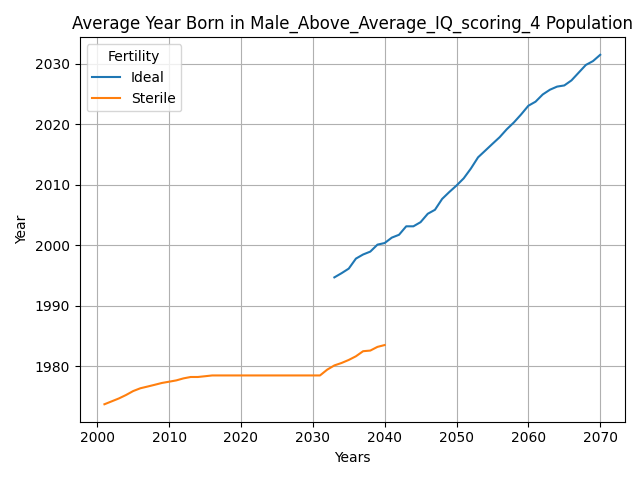 Average Year Born in Male_Above_Average_IQ_scoring_4 Population
Fertility
Ideal
Sterile
2030
2020
2010
2000
1990
1980
Year
2000 2010 2020 2030 2040 2050 2060 2070
Years